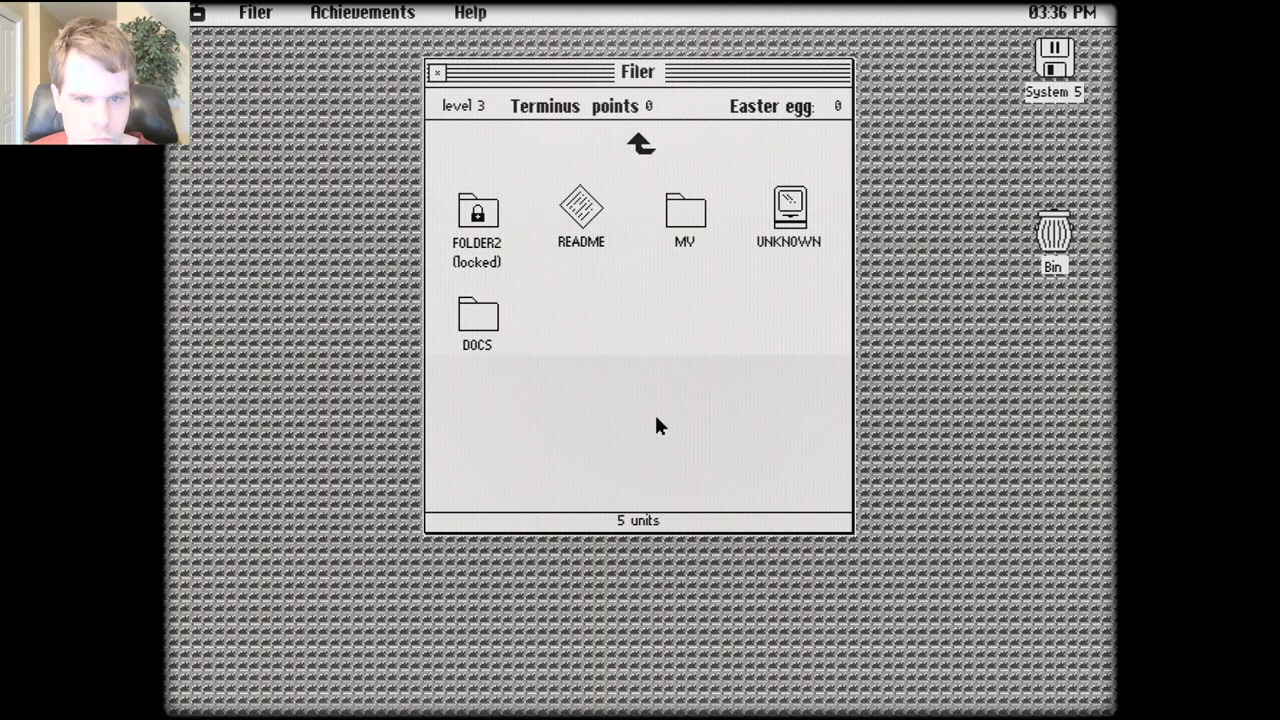 Filer Achievements Help 03:36 PM
System 5
Filer
level 3 Terminus points 0 Easter egg: 0
FOLDER2 README MV UNKNOWN
(locked)
DOCS
Bin
5 units